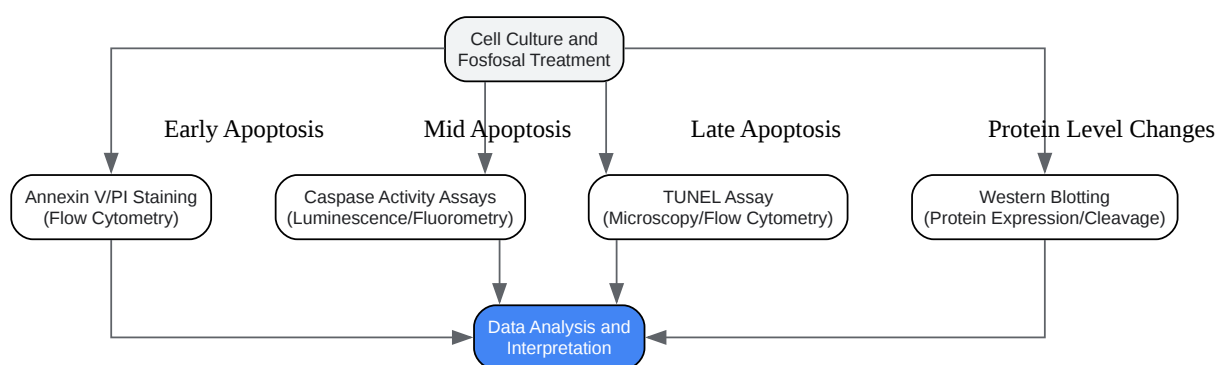 Cell Culture and
Fosfosal Treatment
Early Apoptosis
Mid Apoptosis
Late Apoptosis
Protein Level Changes
Annexin V/PI Staining
(Flow Cytometry)
Caspase Activity Assays
(Luminescence/Fluorometry)
TUNEL Assay
(Microscopy/Flow Cytometry)
Western Blotting
(Protein Expression/Cleavage)
Data Analysis and
Interpretation